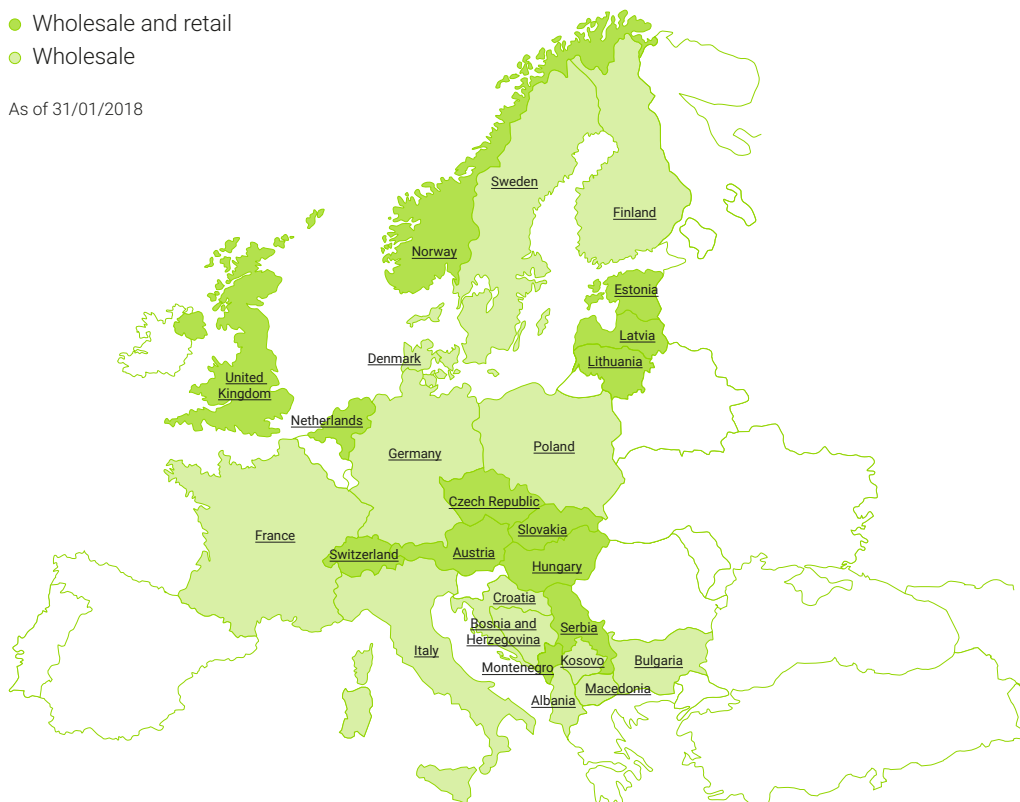 Wholesale and retail
Wholesale
As of 31/01/2018
Sweden
Finland
Norway
Estonia
Latvia
Denmark
Lithuania
United
Kingdom
Netherlands
Germany
Poland
Czech Republic
France
Slovakia
Switzerland
Austria
Hungary
Croatia
Bosnia and
Herzegovina
Serbia
Italy
Montenegro
Kosovo
Bulgaria
Macedonia
Albania